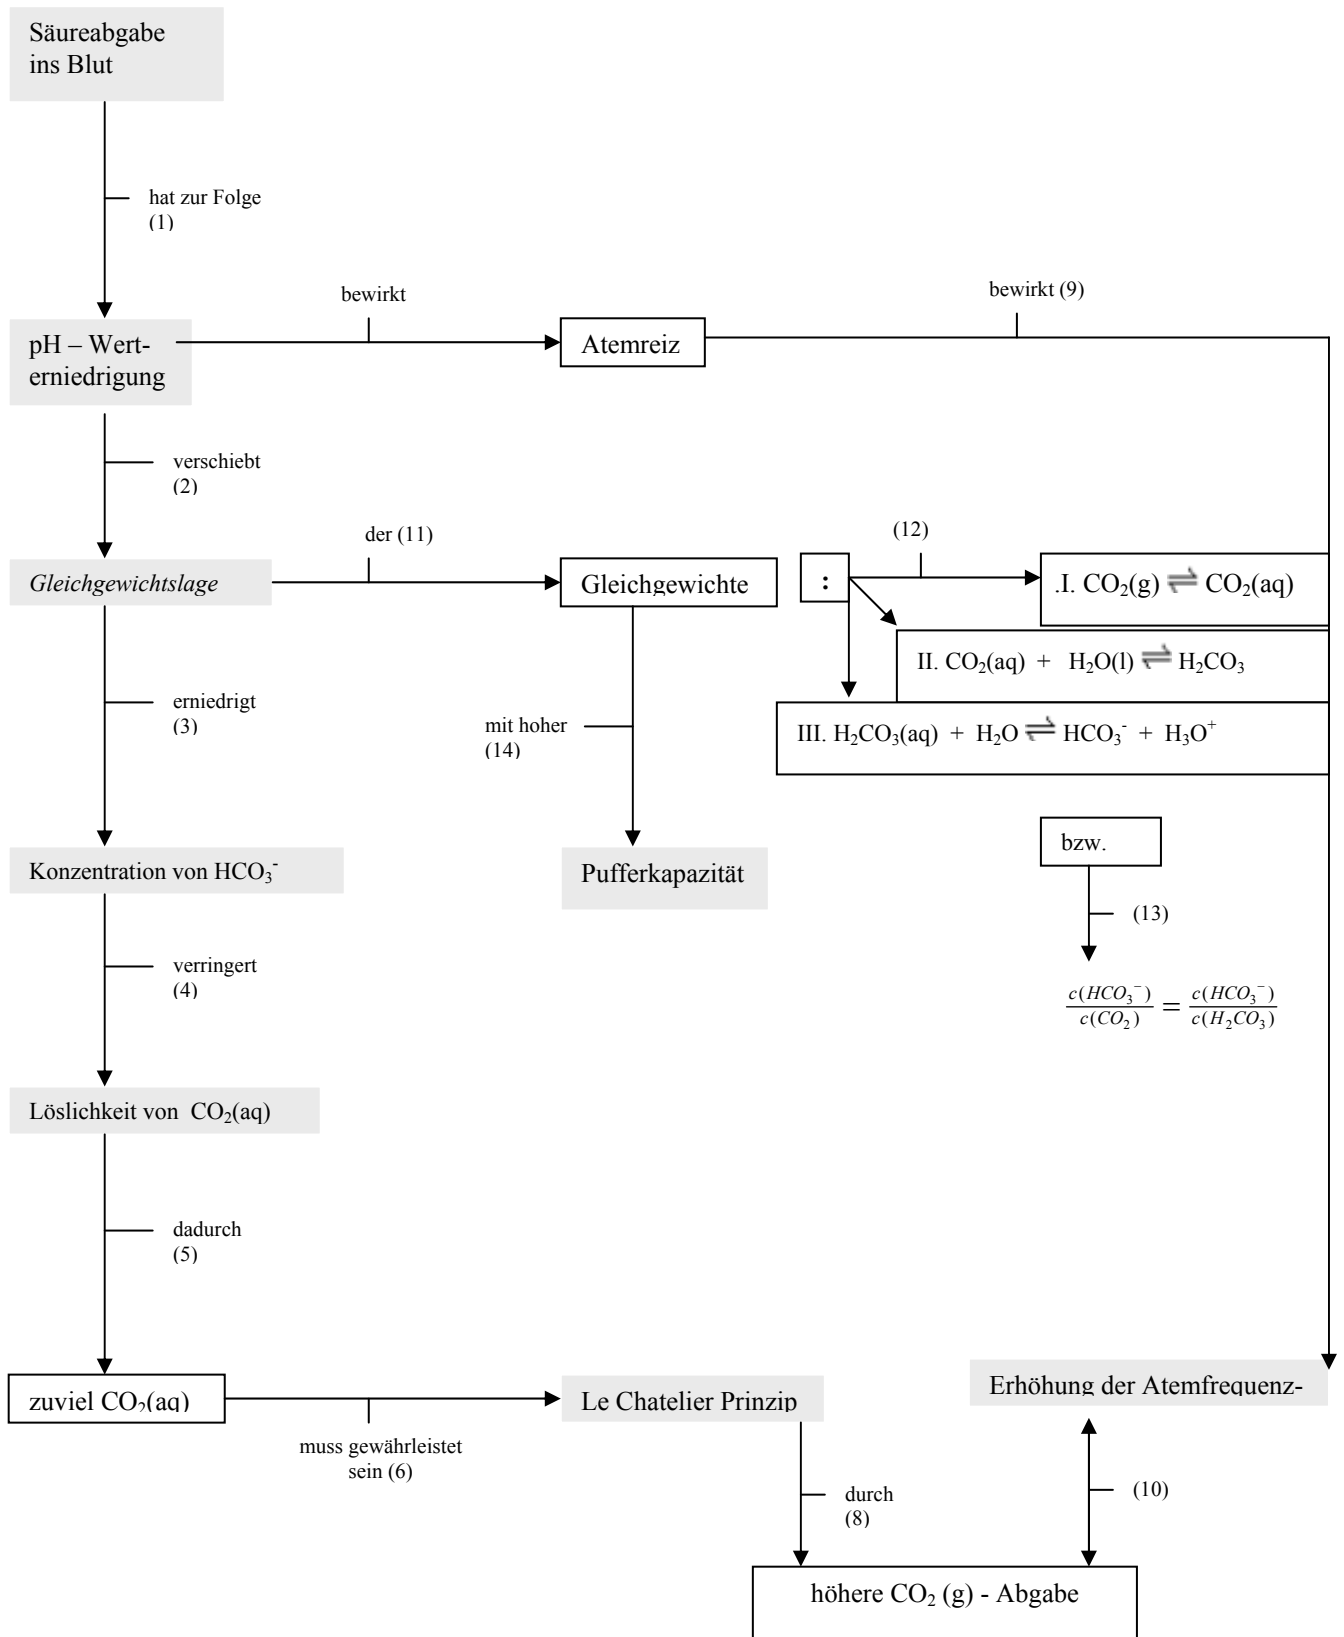 Säureabgabe
ins Blut
hat zur Folge
(1)
bewirkt
bewirkt (9)
pH – Wert-
erniedrigung
Atemreiz
verschiebt
(2)
der (11)
(12)
Gleichgewichtslage
Gleichgewichte
:
.I. CO₂(g) ⇌ CO₂(aq)
II. CO₂(aq) + H₂O(l) ⇌ H₂CO₃
erniedrigt
(3)
mit hoher
(14)
III. H₂CO₃(aq) + H₂O ⇌ HCO₃⁻ + H₃O⁺
bzw.
Konzentration von HCO₃⁻
Pufferkapazität
(13)
verringert
(4)
c(HCO₃⁻)/c(CO₂) = c(HCO₃⁻)/c(H₂CO₃)
Löslichkeit von CO₂(aq)
dadurch
(5)
zuviel CO₂(aq)
Le Chatelier Prinzip
Erhöhung der Atemfrequenz-
muss gewährleistet
sein (6)
durch
(8)
(10)
höhere CO₂ (g) - Abgabe